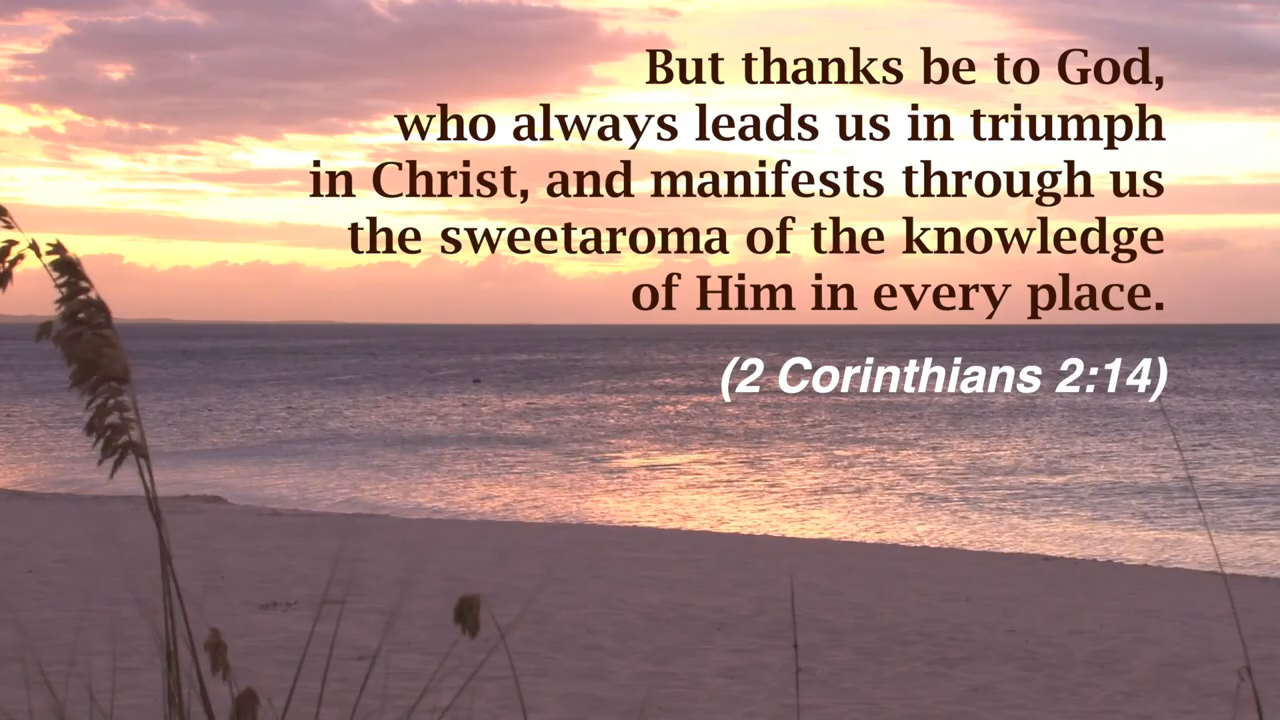 But thanks be to God,
who always leads us in triumph
in Christ, and manifests through us
the sweetaroma of the knowledge
of Him in every place.
(2 Corinthians 2:14)